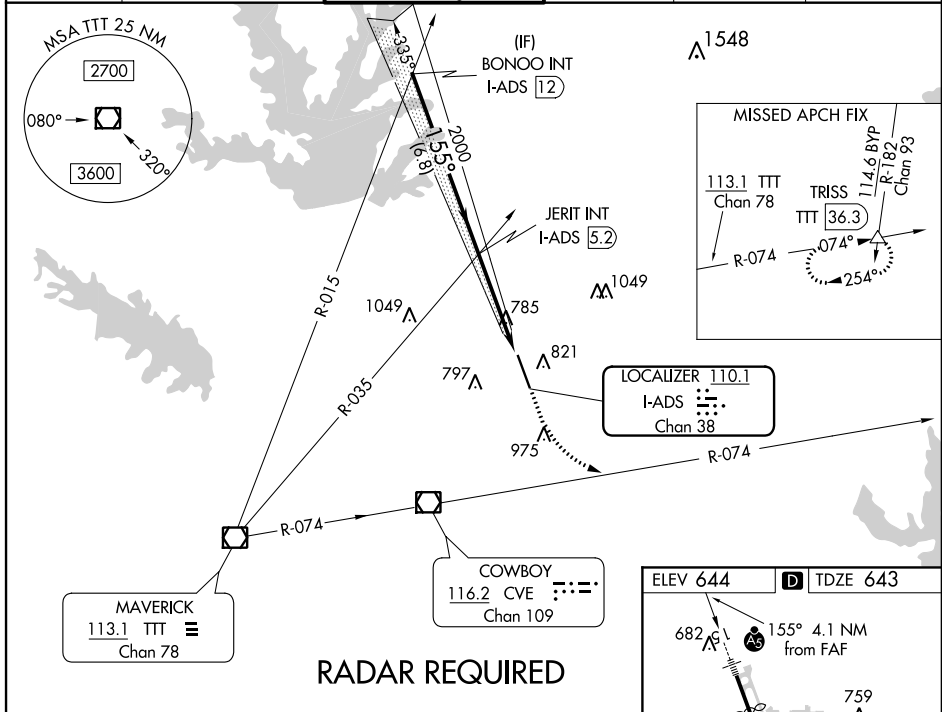 MSA TTT 25 NM
2700
080°
320°
3600
335°
(IF)
BONOO INT
I-ADS 12
1548
155°
(6.8)
2000
MISSED APCH FIX
113.1 TTT
Chan 78
TRISS
TTT 36.3
114.6 BYP
R-182
Chan 93
R-074
074°
254°
JERIT INT
I-ADS 5.2
R-015
1049
785
1049
R-035
797
821
LOCALIZER 110.1
I-ADS
Chan 38
975
R-074
R-074
MAVERICK
113.1 TTT
Chan 78
COWBOY
116.2 CVE
Chan 109
RADAR REQUIRED
ELEV 644
D
TDZE 643
682
15
A5
155° 4.1 NM
from FAF
759